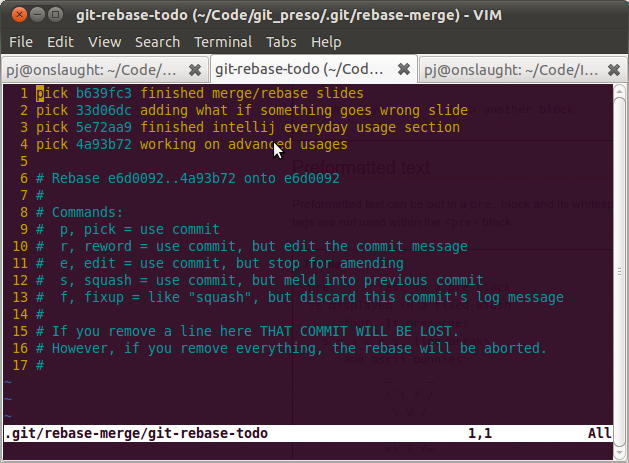 git-rebase-todo (~/Code/git_preso/.git/rebase-merge) - VIM
File Edit View Search Terminal Tabs Help
pj@onslaught: ~/Code/... git-rebase-todo (~/Cod... pj@onslaught: ~/Code/I...
1 pick b639fc3 finished merge/rebase slides
2 pick 33d06dc adding what if something goes wrong slide
3 pick 5e72aa9 finished intellij everyday usage section
4 pick 4a93b72 working on advanced usages
5
6 # Rebase e6d0092..4a93b72 onto e6d0092
7 #
8 # Commands:
9 #  p, pick = use commit
10 #  r, reword = use commit, but edit the commit message
11 #  e, edit = use commit, but stop for amending
12 #  s, squash = use commit, but meld into previous commit
13 #  f, fixup = like "squash", but discard this commit's log message
14 #
15 # If you remove a line here THAT COMMIT WILL BE LOST.
16 # However, if you remove everything, the rebase will be aborted.
17 #
~
~
~
.git/rebase-merge/git-rebase-todo 1,1 All
another block
Preformatted text